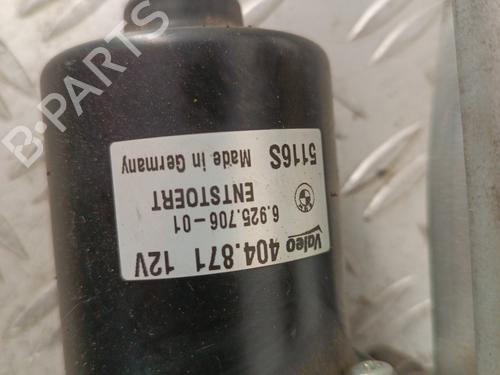 Valeo 404.871 12V
6.925.706-01
ENTSTOERT
5116S Made in Germany
B-PARTS